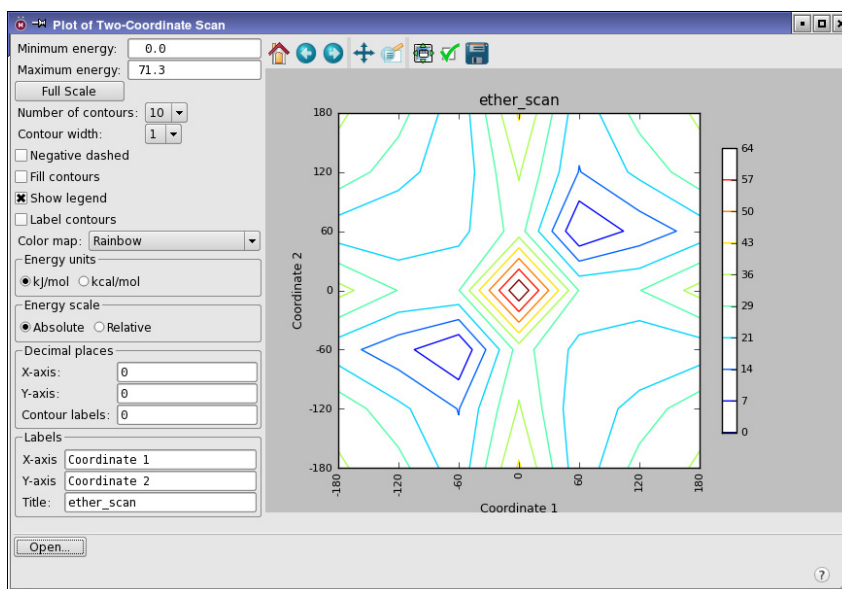 Plot of Two-Coordinate Scan
Minimum energy: 0.0
Maximum energy: 71.3
Full Scale
Number of contours: 10
Contour width: 1
Negative dashed
Fill contours
Show legend
Label contours
Color map: Rainbow
Energy units
kJ/mol kcal/mol
Energy scale
Absolute Relative
Decimal places
X-axis: 0
Y-axis: 0
Contour labels: 0
Labels
X-axis Coordinate 1
Y-axis Coordinate 2
Title: ether_scan
Open...
ether_scan
Coordinate 2
180
120
60
0
-60
-120
-180
-180 -120 -60 0 60 120 180
Coordinate 1
64
57
50
43
36
29
21
14
7
0
?